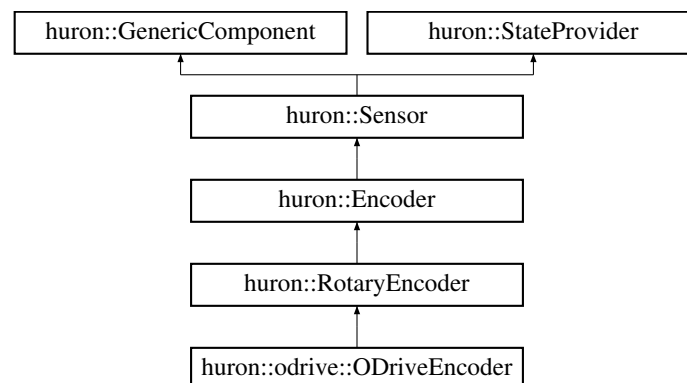 huron::GenericComponent
huron::StateProvider
huron::Sensor
huron::Encoder
huron::RotaryEncoder
huron::odrive::ODriveEncoder